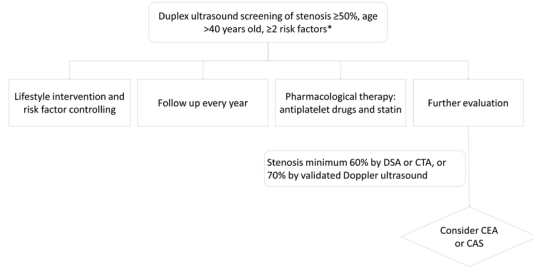 Duplex ultrasound screening of stenosis ≥50%, age
>40 years old, ≥2 risk factors*
Lifestyle intervention and
risk factor controlling
Follow up every year
Pharmacological therapy:
antiplatelet drugs and statin
Further evaluation
Stenosis minimum 60% by DSA or CTA, or
70% by validated Doppler ultrasound
Consider CEA
or CAS